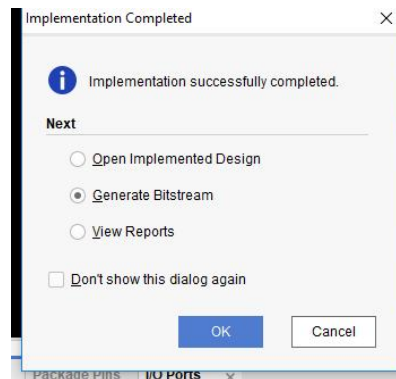 Implementation Completed
Implementation successfully completed.
Next
Open Implemented Design
Generate Bitstream
View Reports
Don't show this dialog again
OK Cancel
Package Pins I/O Ports